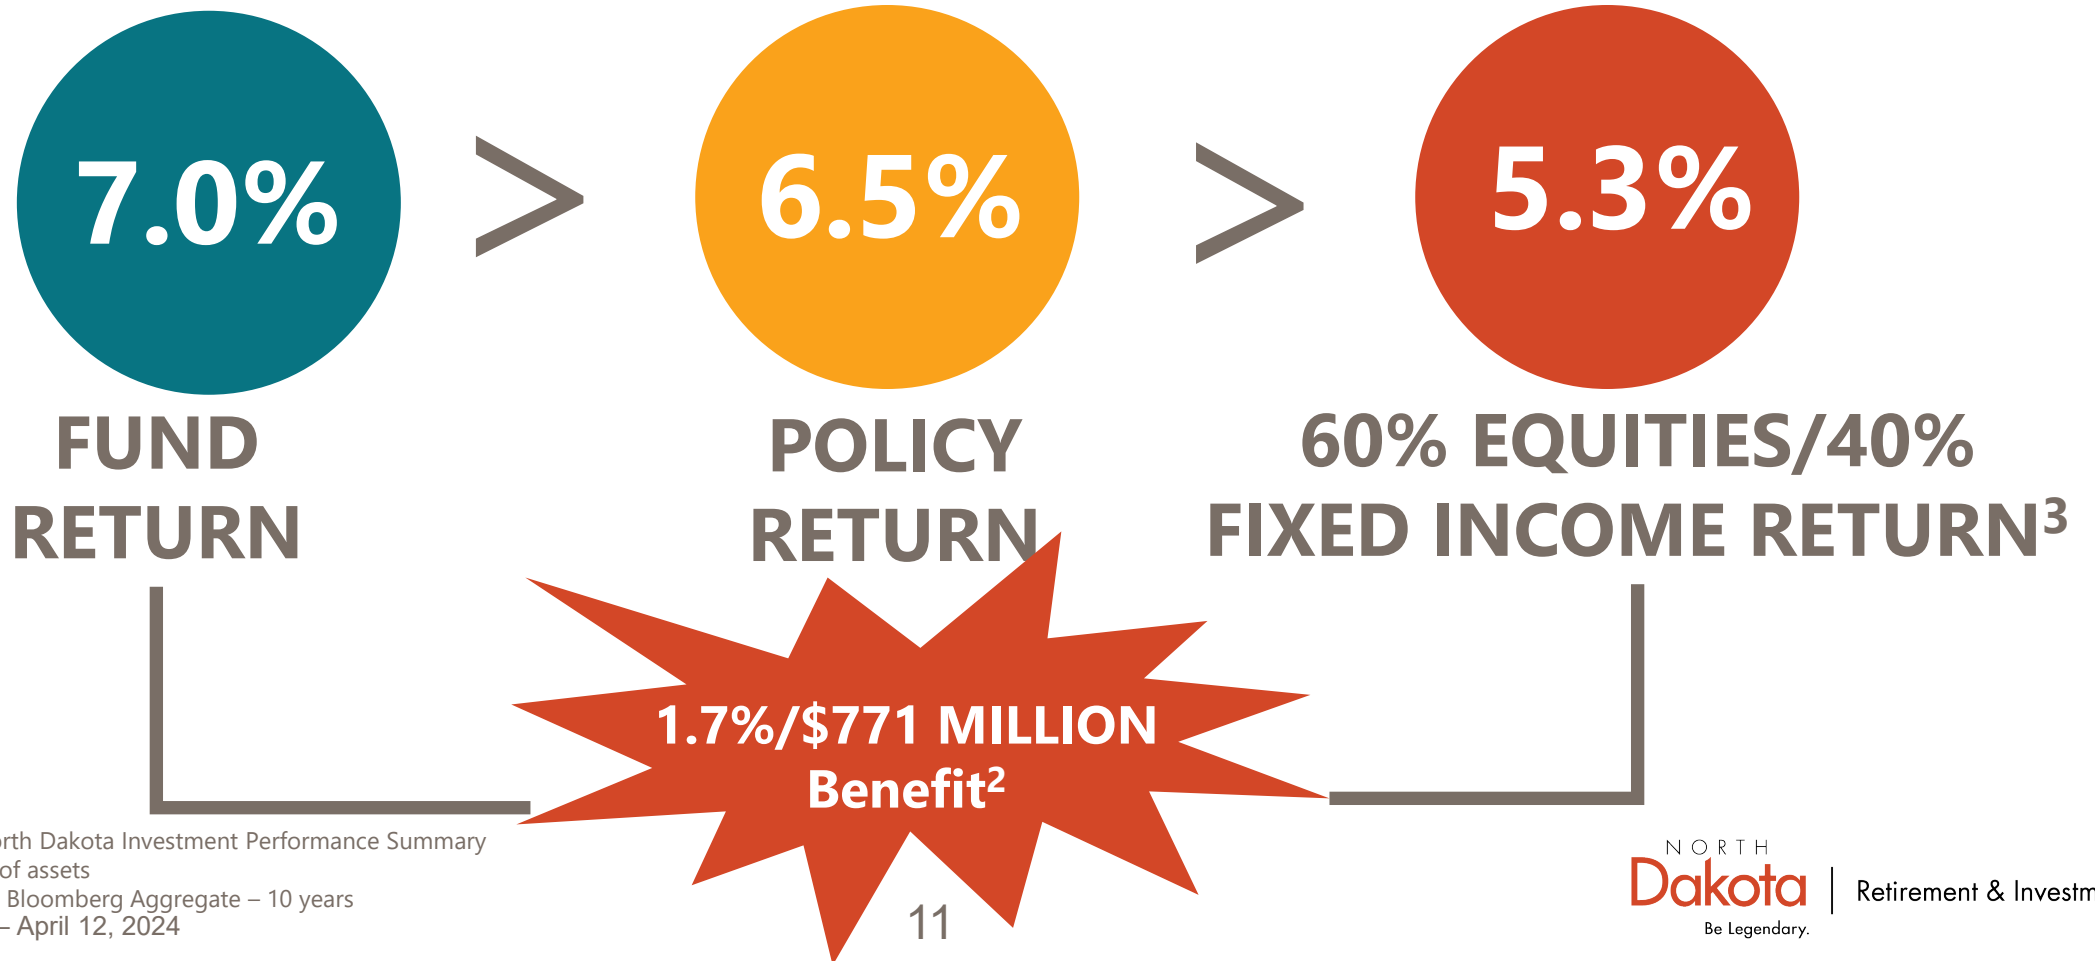 7.0%
>
6.5%
>
5.3%
FUND
RETURN
POLICY
RETURN
60% EQUITIES/40%
FIXED INCOME RETURN³
1.7%/$771 MILLION
Benefit²
Dakota Investment Performance Summary
of assets
Bloomberg Aggregate – 10 years
– April 12, 2024
11
NORTH
Dakota
Be Legendary.
Retirement &